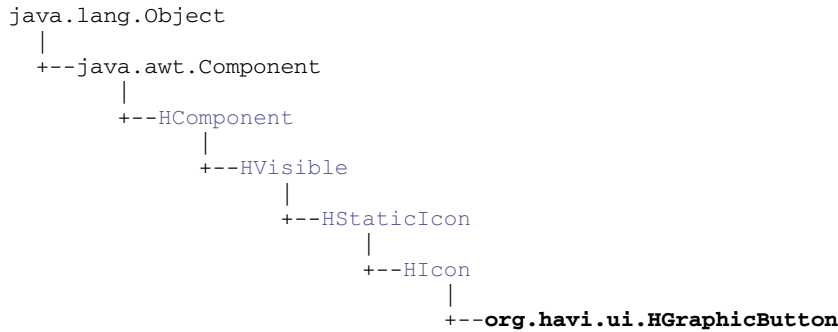 java.lang.Object
|
+--java.awt.Component
|
+--HComponent
|
+--HVisible
|
+--HStaticIcon
|
+--HIcon
|
+--org.havi.ui.HGraphicButton